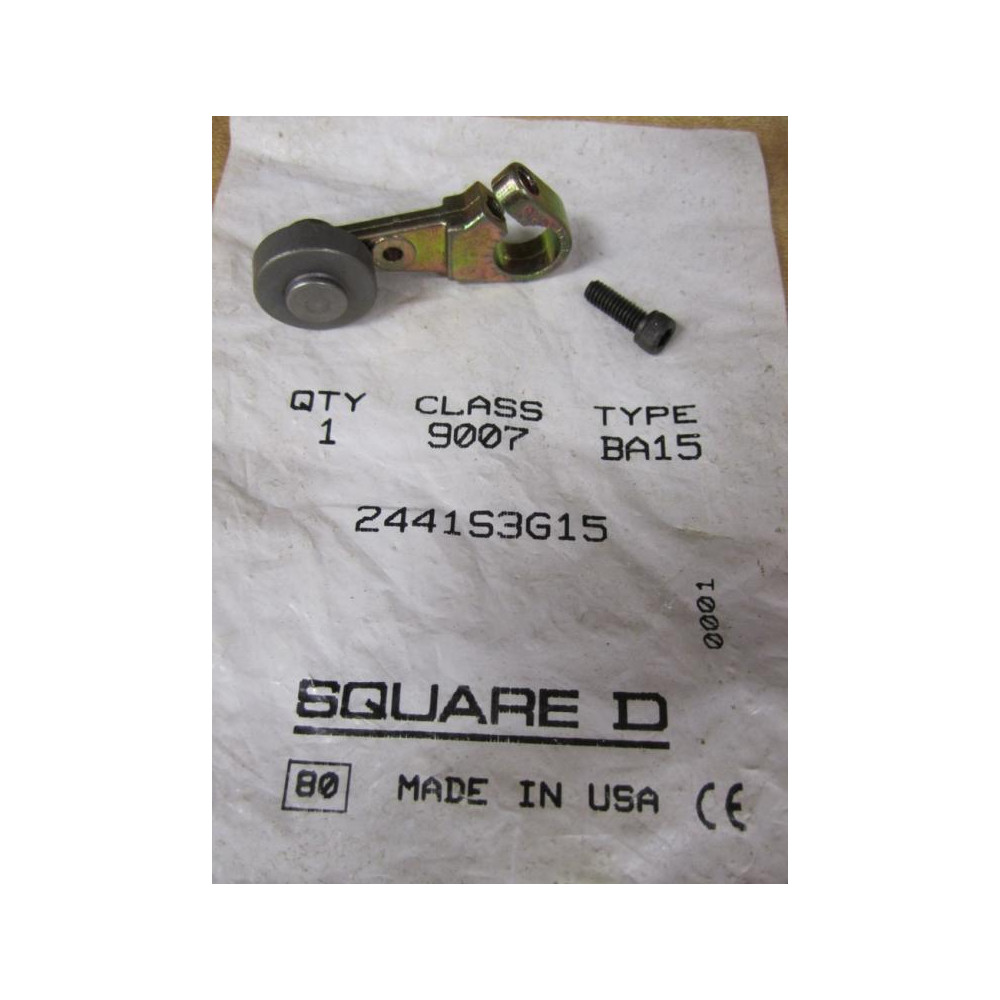 QTY CLASS TYPE
1 9007 BA15
2441S3G15
0001
SQUARE D
80 MADE IN USA CE